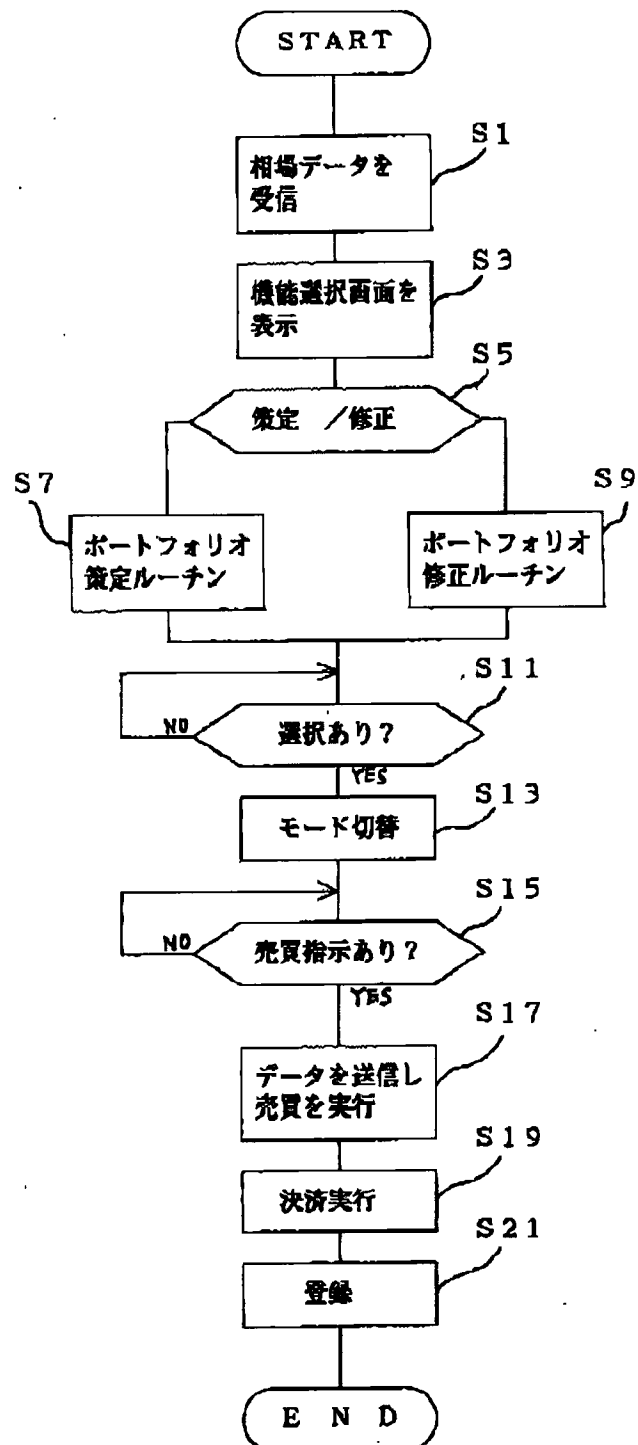 START
S1
相場データを
受信
S3
機能選択画面を
表示
S5
策定 /修正
S7
ポートフォリオ
策定ルーチン
S9
ポートフォリオ
修正ルーチン
S11
選択あり?
NO
YES
S13
モード切替
S15
売買指示あり?
NO
YES
S17
データを送信し
売買を実行
S19
決済実行
S21
登録
END